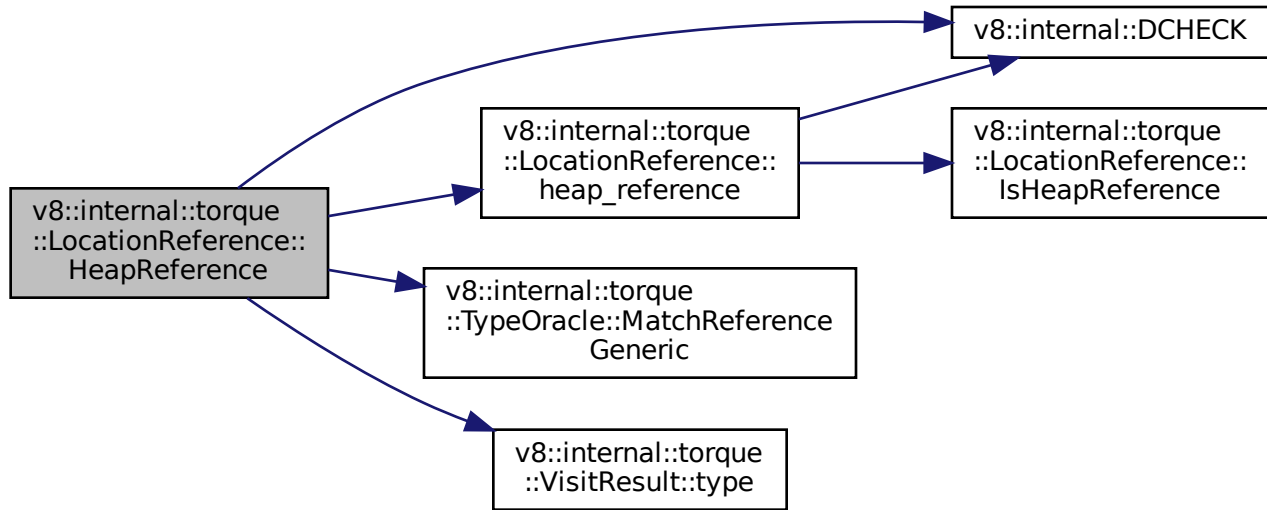 v8::internal::torque
::LocationReference::
HeapReference
v8::internal::DCHECK
v8::internal::torque
::LocationReference::
heap_reference
v8::internal::torque
::LocationReference::
IsHeapReference
v8::internal::torque
::TypeOracle::MatchReference
Generic
v8::internal::torque
::VisitResult::type